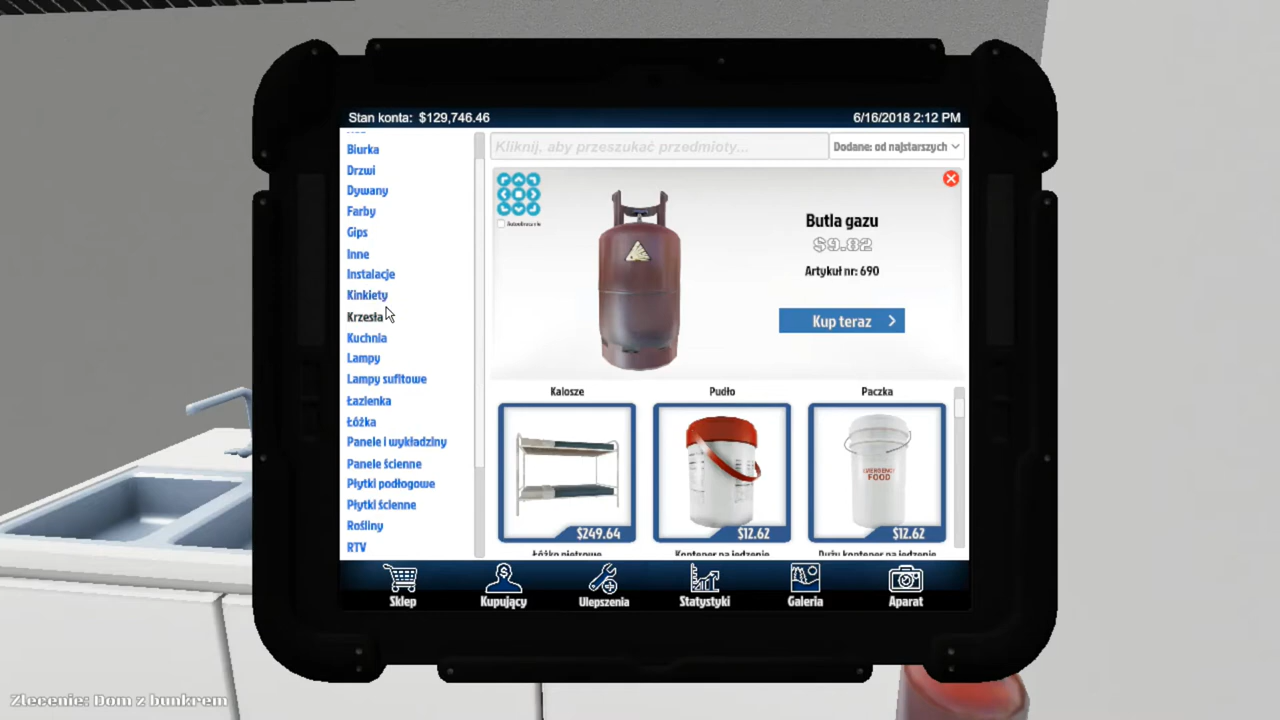 Stan konta: $129,746.46
6/16/2018 2:12 PM
Biurka
Drzwi
Dywany
Farby
Gips
Inne
Instalacje
Kinkiety
Krzesła
Kuchnia
Lampy
Lampy sufitowe
Łazienka
Łóżka
Panele i wykładziny
Panele ścienne
Płytki podłogowe
Płytki ścienne
Rośliny
RTV
Kliknij, aby przeszukać przedmioty...
Dodane: od najstarszych
Butla gazu
$9.82
Artykuł nr: 690
Kup teraz
Kalosze
Pudło
Paczka
EMERGENCY
FOOD
$249.64
$12.62
$12.62
Łóżko piętrowe
Kontener na jedzenie
Duży kontener na jedzenie
Sklep
Kupujący
Ulepszenia
Statystyki
Galeria
Aparat
Zlecenie: Dom z bunkrem